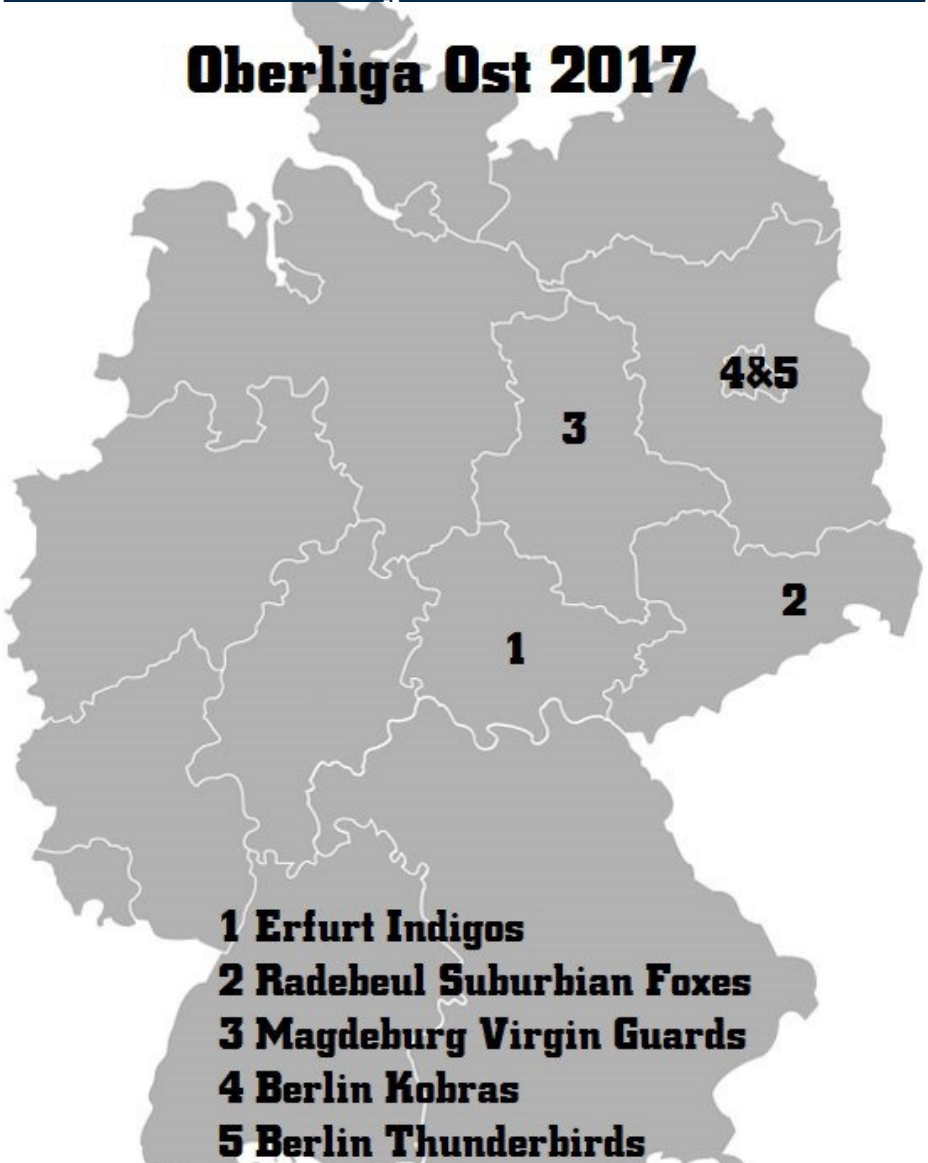 Oberliga Ost 2017
4&5
3
2
1
1 Erfurt Indigos
2 Radebeul Suburbian Foxes
3 Magdeburg Virgin Guards
4 Berlin Kobras
5 Berlin Thunderbirds